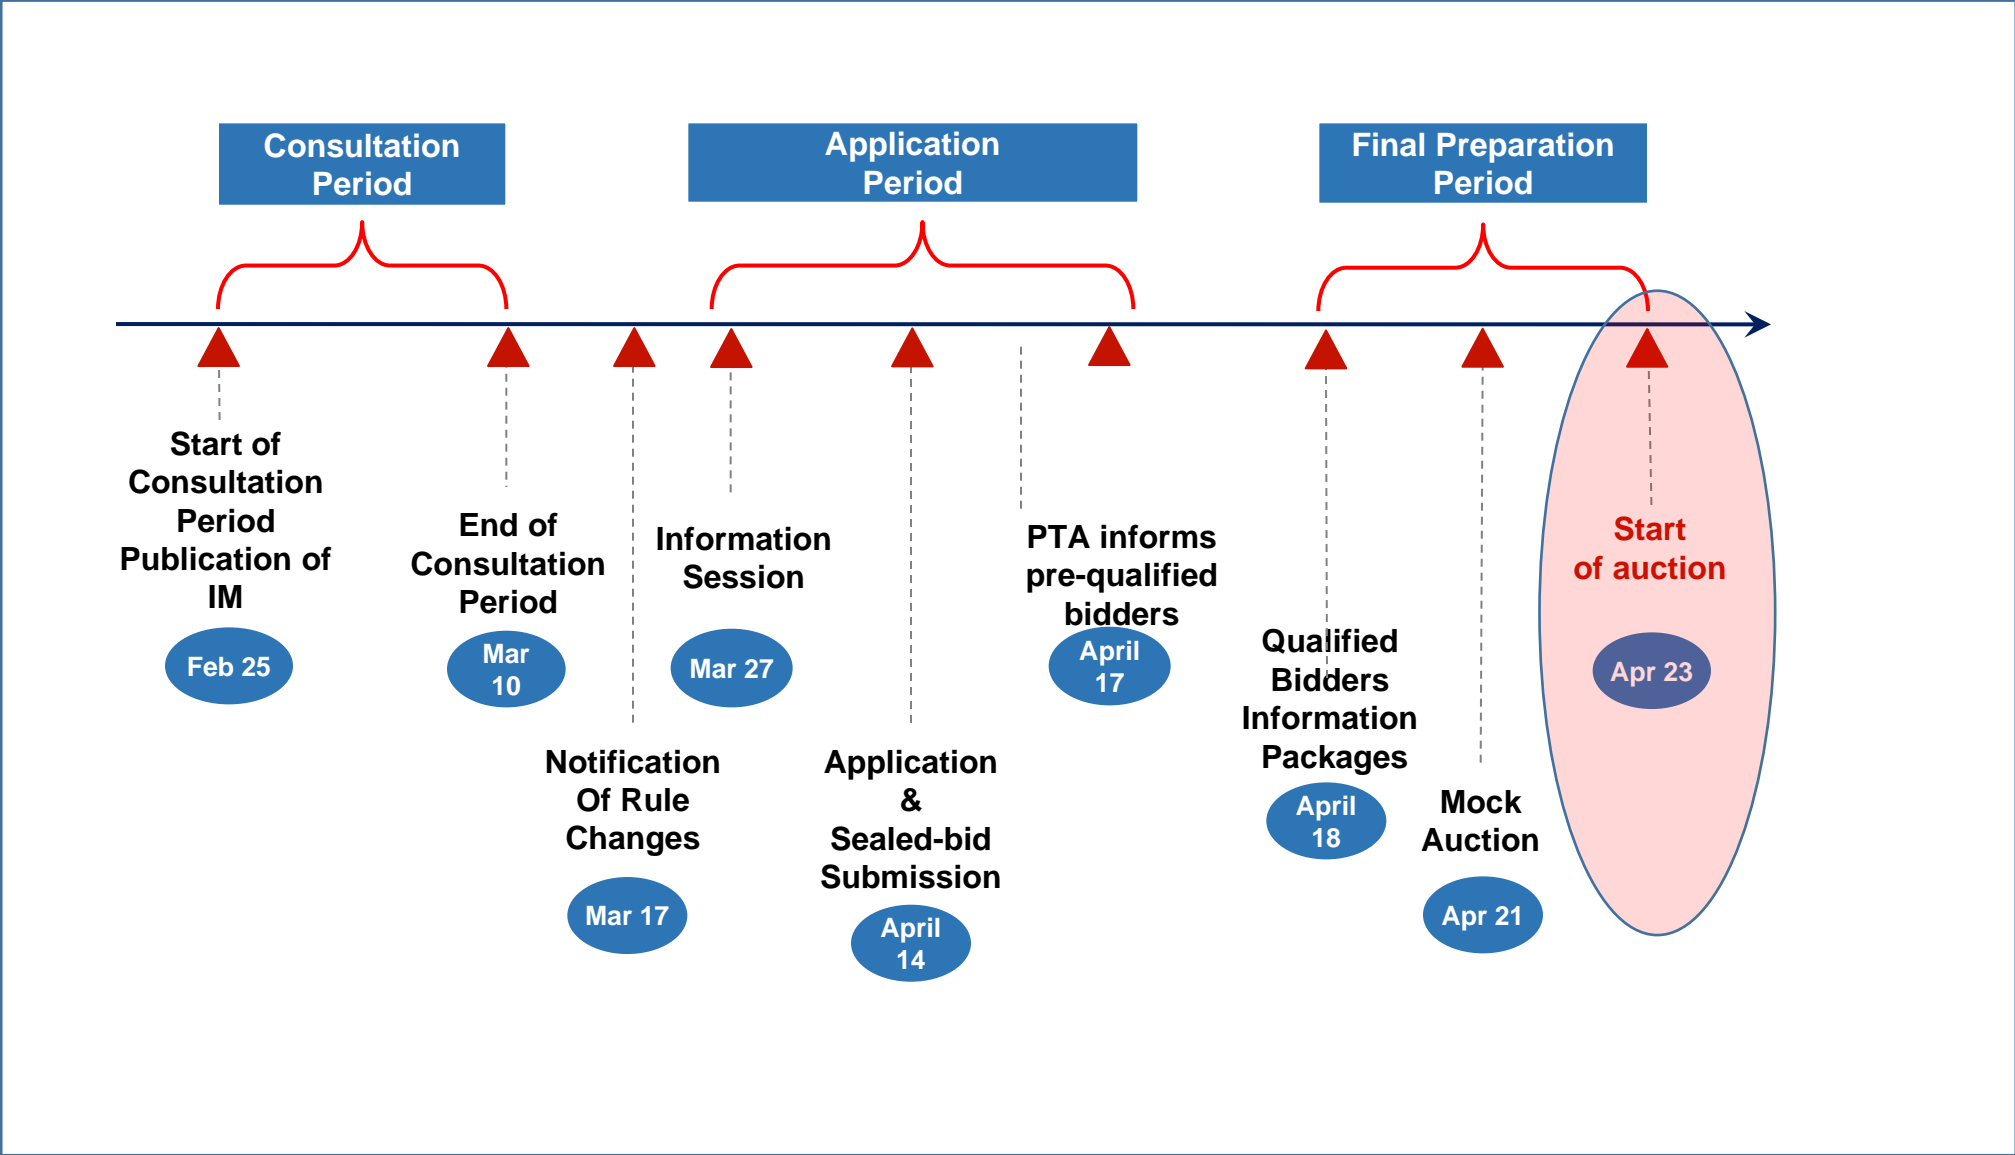 Consultation
Period
Application
Period
Final Preparation
Period
Start of
Consultation
Period
Publication of
IM
Feb 25
End of
Consultation
Period
Mar
10
Notification
Of Rule
Changes
Mar 17
Information
Session
Mar 27
Application
&
Sealed-bid
Submission
April
14
PTA informs
pre-qualified
bidders
April
17
Qualified
Bidders
Information
Packages
April
18
Mock
Auction
Apr 21
Start
of auction
Apr 23